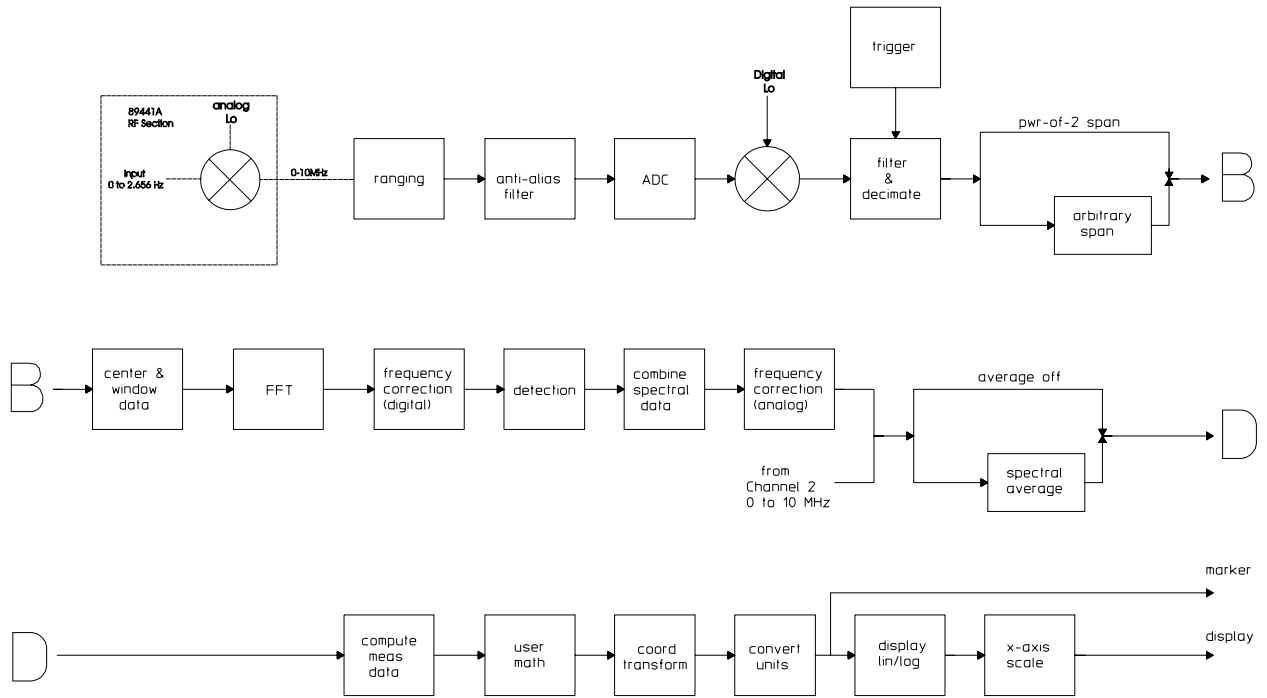 trigger
Digital
Lo
89441A
RF Section
analog
Lo
input
0 to 2.656 Hz
0-10MHz
ranging
anti-alias
filter
ADC
filter
&
decimate
pwr-of-2 span
arbitrary
span
B
B
center &
window
data
FFT
frequency
correction
(digital)
detection
combine
spectral
data
frequency
correction
(analog)
from
Channel 2
0 to 10 MHz
average off
spectral
average
D
D
compute
meas
data
user
math
coord
transform
convert
units
display
lin/log
x-axis
scale
marker
display